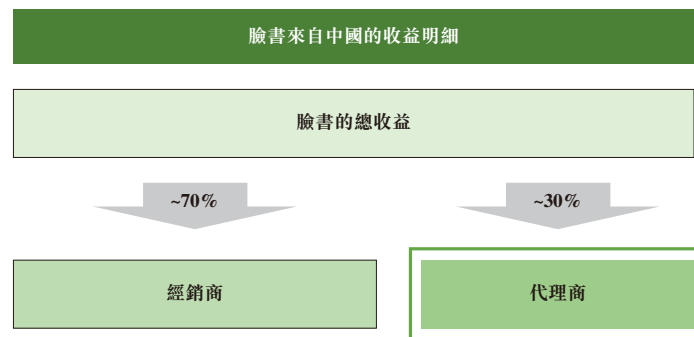 臉書來自中國的收益明細
臉書的總收益
~70%
~30%
經銷商
代理商